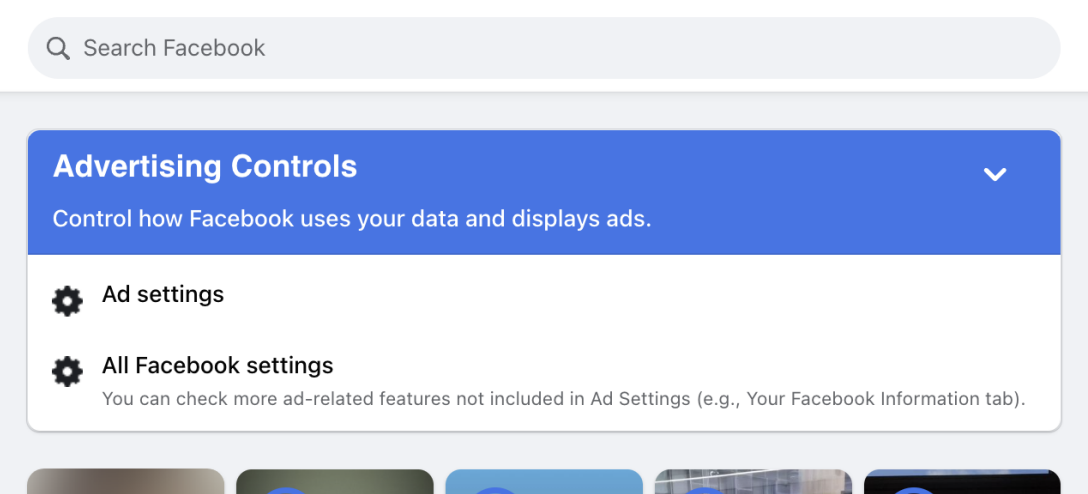 Search Facebook
Advertising Controls
Control how Facebook uses your data and displays ads.
Ad settings
All Facebook settings
You can check more ad-related features not included in Ad Settings (e.g., Your Facebook Information tab).